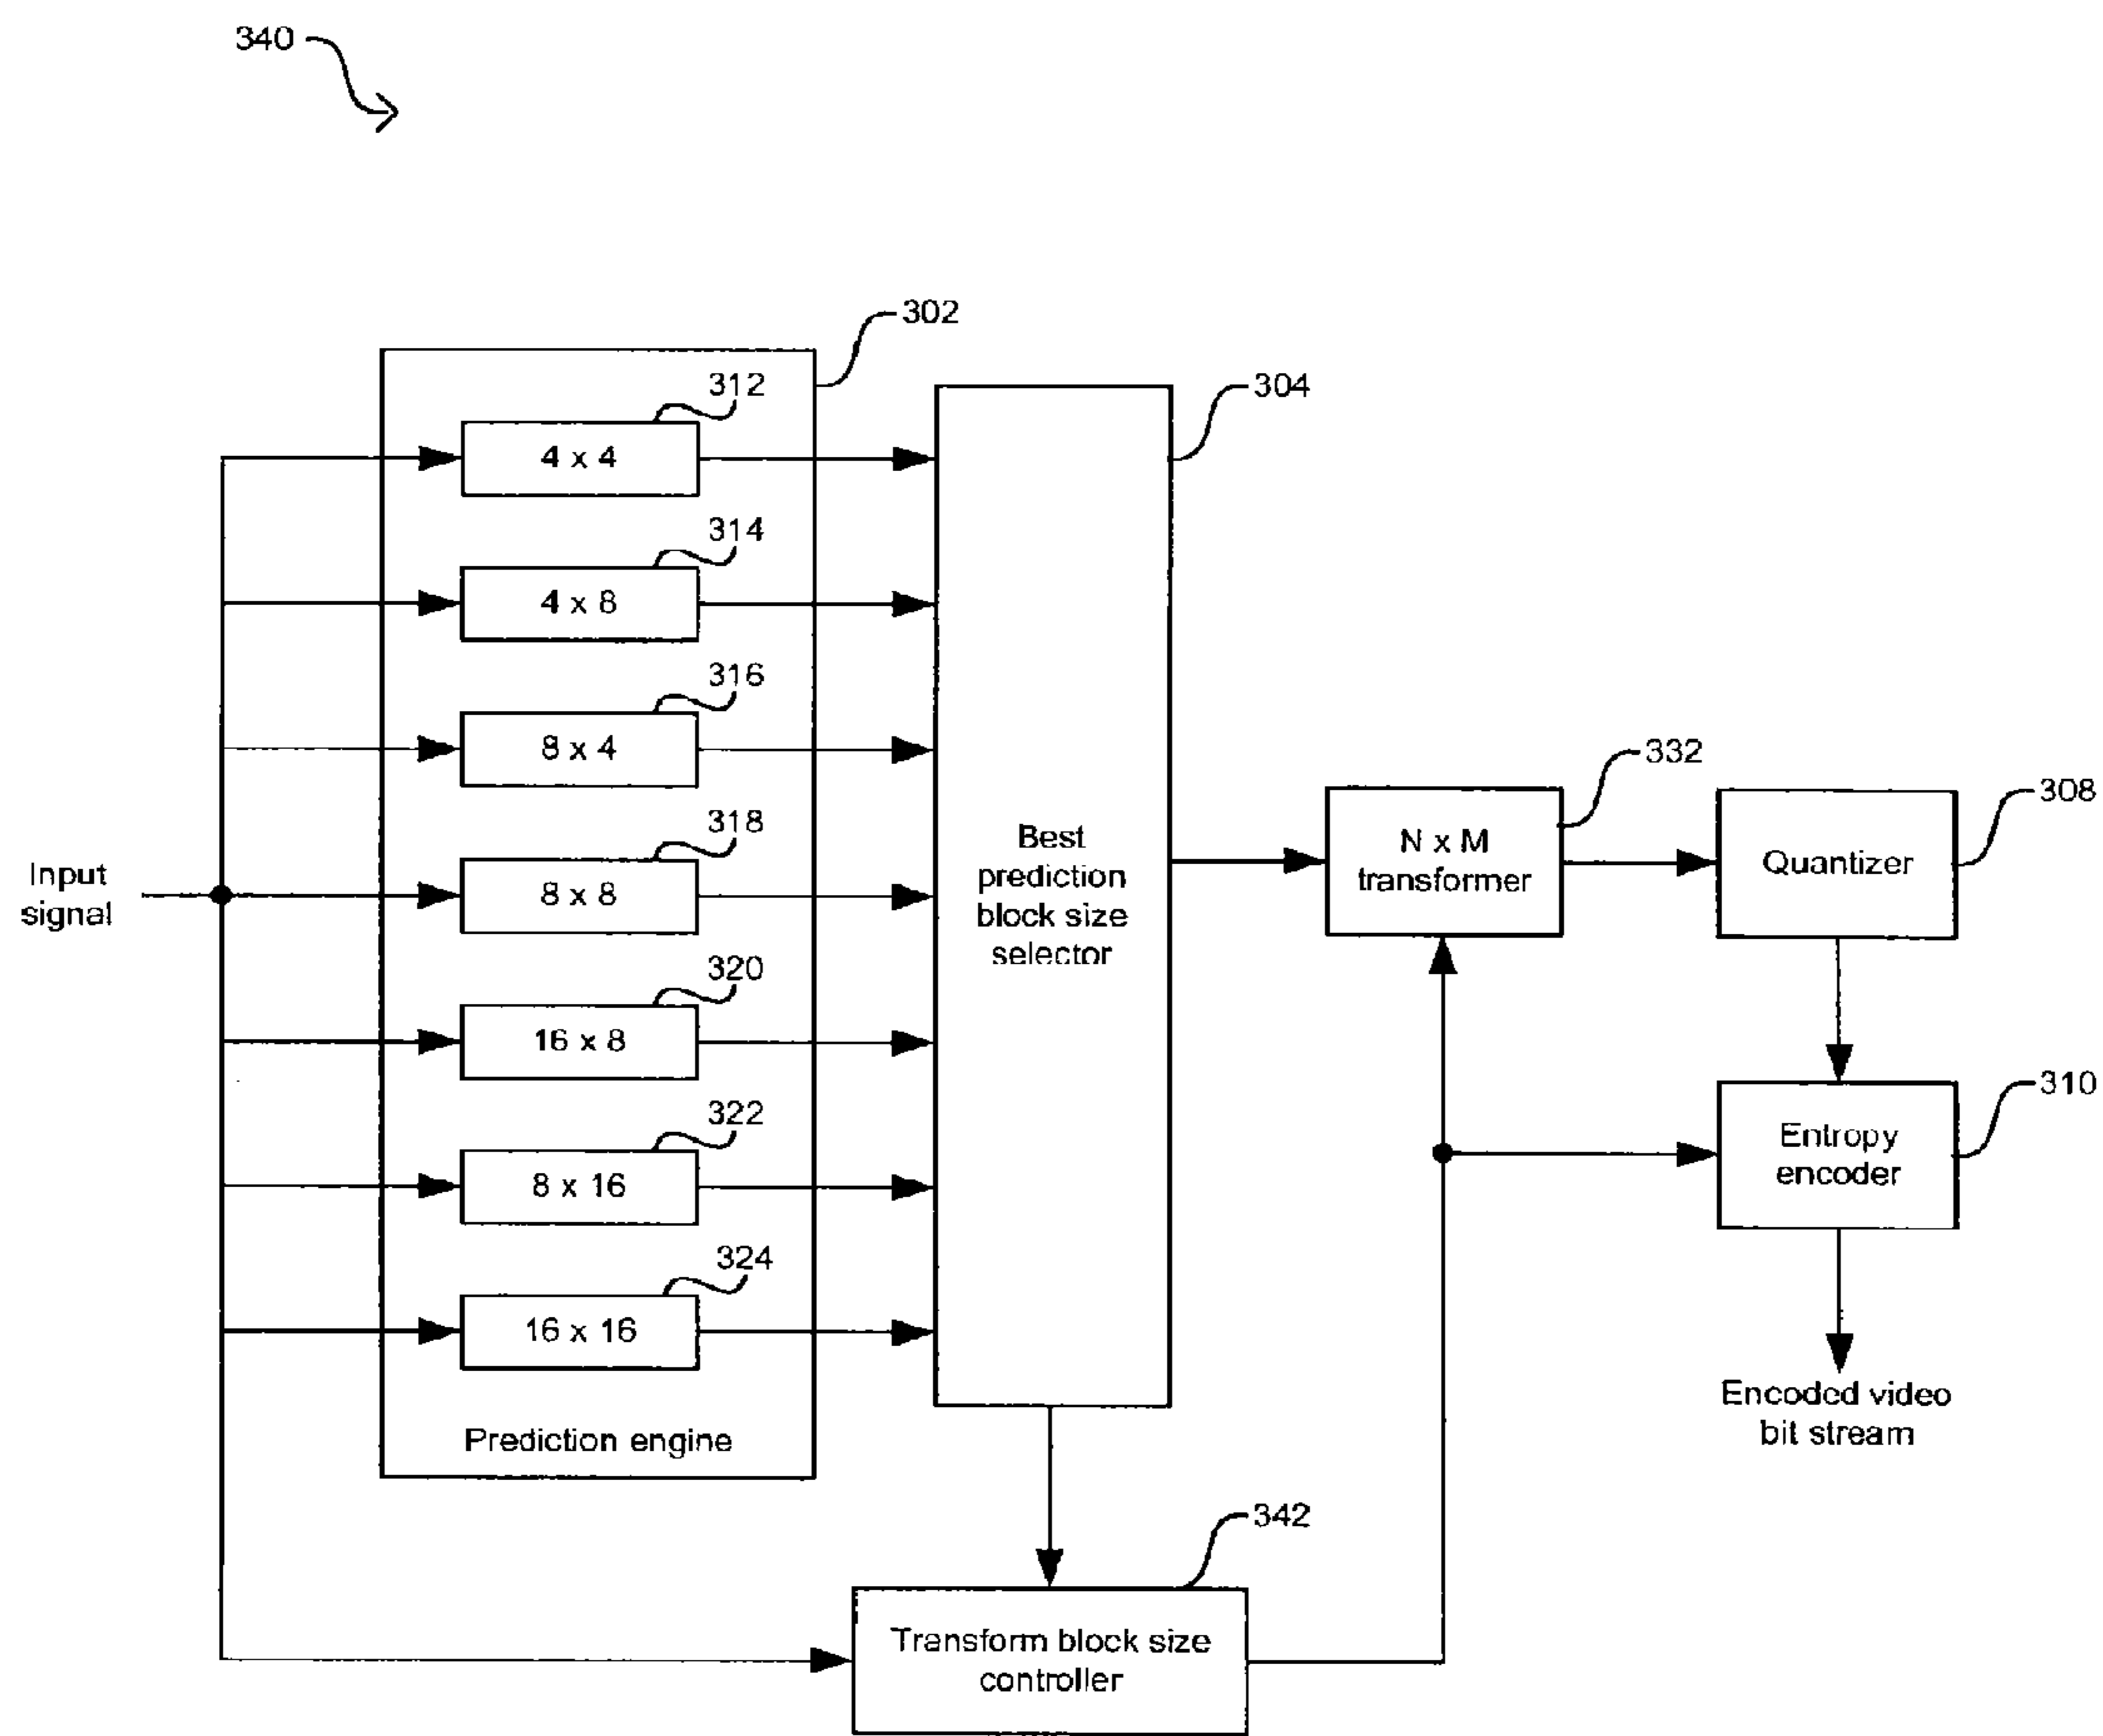 340
302
312
304
4 x 4
314
4 x 8
316
8 x 4
332
308
318
Input
signal
8 x 8
Best
prediction
block size
selector
N x M
transformer
Quantizer
320
16 x 8
310
322
8 x 16
Entropy
encoder
324
16 x 16
Encoded video
bit stream
Prediction engine
342
Transform block size
controller